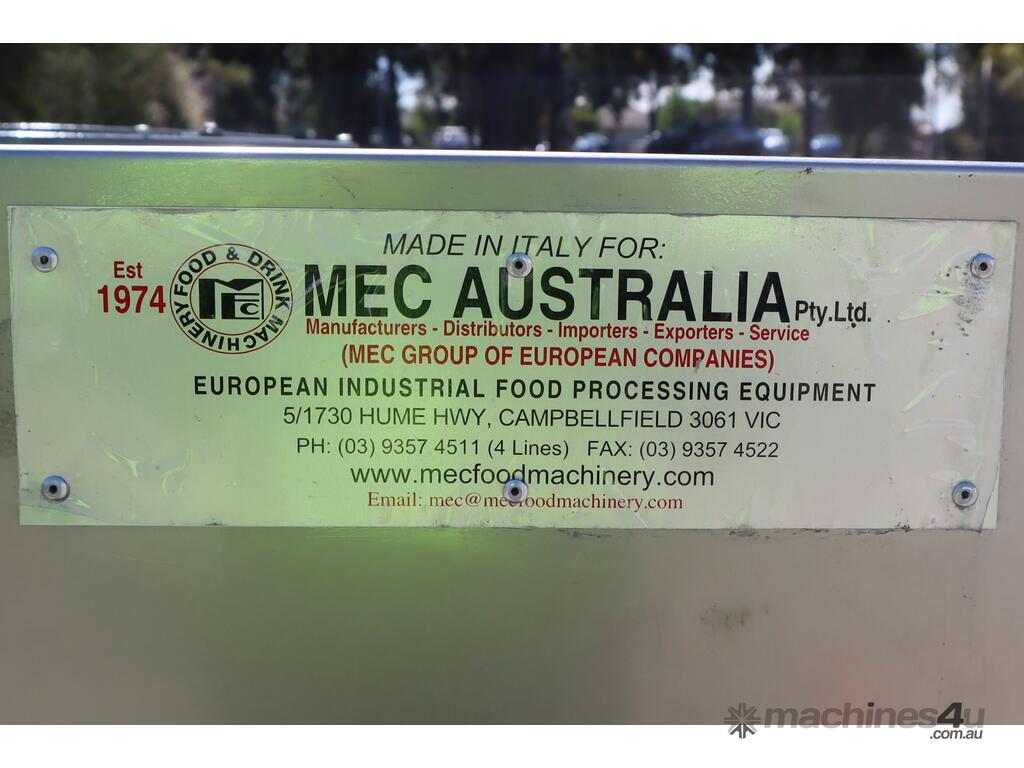 MADE IN ITALY FOR:
Est
1974
FOOD & DRINK MACHINERY
MEC
MEC AUSTRALIA Pty.Ltd.
Manufacturers - Distributors - Importers - Exporters - Service
(MEC GROUP OF EUROPEAN COMPANIES)
EUROPEAN INDUSTRIAL FOOD PROCESSING EQUIPMENT
5/1730 HUME HWY, CAMPBELLFIELD 3061 VIC
PH: (03) 9357 4511 (4 Lines) FAX: (03) 9357 4522
www.mecfoodmachinery.com
Email: mec@mecfoodmachinery.com
machines4u
.com.au